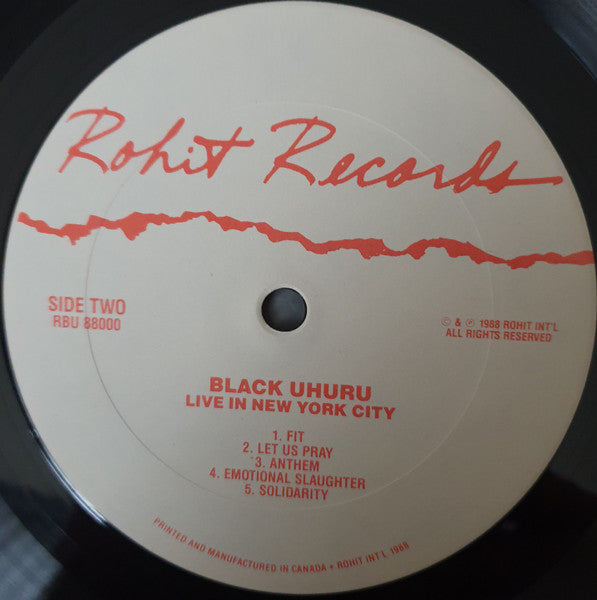 Rohit Records
SIDE TWO
RBU 88000
© & ℗ 1988 ROHIT INT'L
ALL RIGHTS RESERVED
BLACK UHURU
LIVE IN NEW YORK CITY
1. FIT
2. LET US PRAY
3. ANTHEM
4. EMOTIONAL SLAUGHTER
5. SOLIDARITY
PRINTED AND MANUFACTURED IN CANADA • ROHIT INT'L 1988